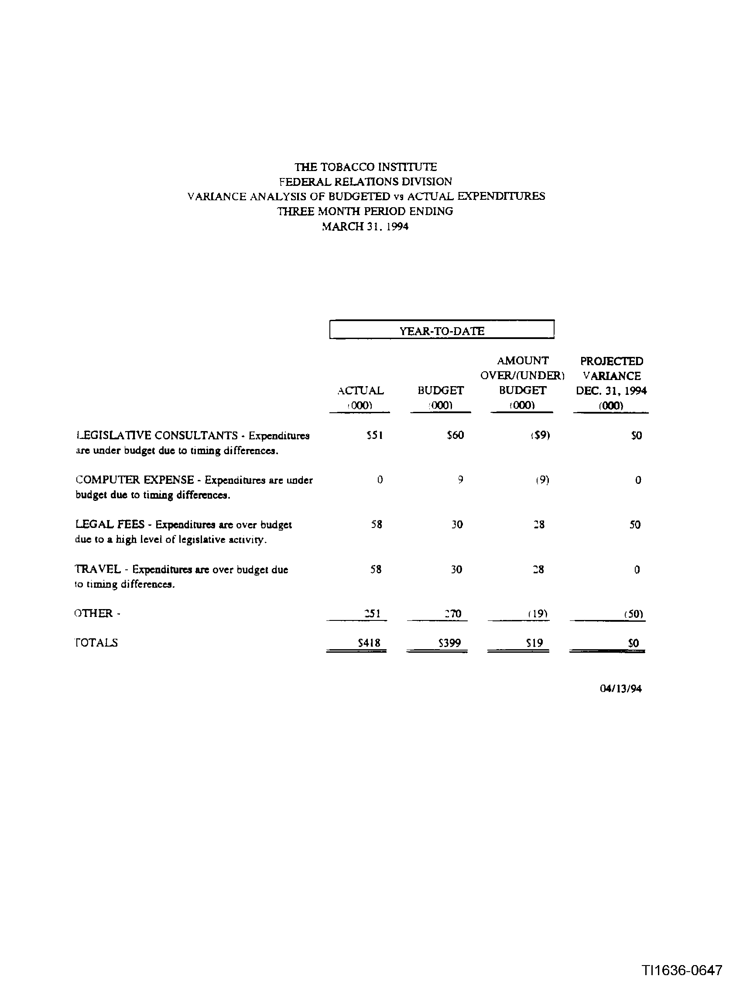 THE TOBACCO INSTITUTE
FEDERAL RELATIONS DIVISION
VARIANCE ANALYSIS OF BUDGETED vs ACTUAL EXPENDITURES
THREE MONTH PERIOD ENDING
MARCH 31, 1994
YEAR-TO-DATE
AMOUNT PROJECTED
OVER/(UNDER) VARIANCE
ACTUAL BUDGET BUDGET DEC. 31, 1994
(000) (000) (000) (000)
LEGISLATIVE CONSULTANTS - Expenditures $51 $60 ($9) $0
are under budget due to timing differences.
COMPUTER EXPENSE - Expenditures are under 0 9 (9) 0
budget due to timing differences.
LEGAL FEES - Expenditures are over budget 58 30 28 50
due to a high level of legislative activity.
TRAVEL - Expenditures are over budget due 58 30 28 0
to timing differences.
OTHER - 251 270 (19) (50)
TOTALS $418 $399 $19 $0
04/13/94
TI1636-0647